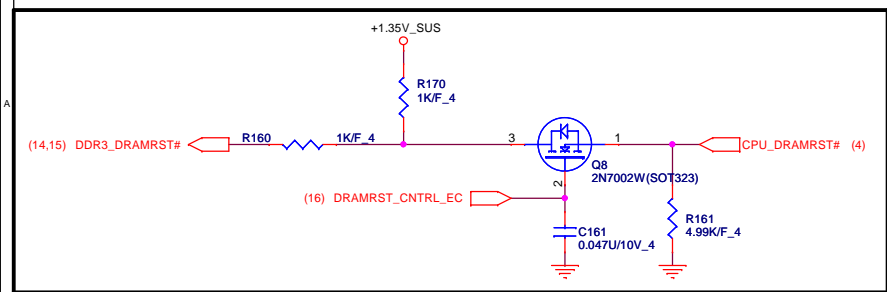 +1.35V_SUS
A
R170
1K/F_4
(14,15) DDR3_DRAMRST#
R160
1K/F_4
3
1
CPU_DRAMRST# (4)
Q8
2N7002W(SOT323)
2
(16) DRAMRST_CNTRL_EC
R161
4.99K/F_4
C161
0.047U/10V_4